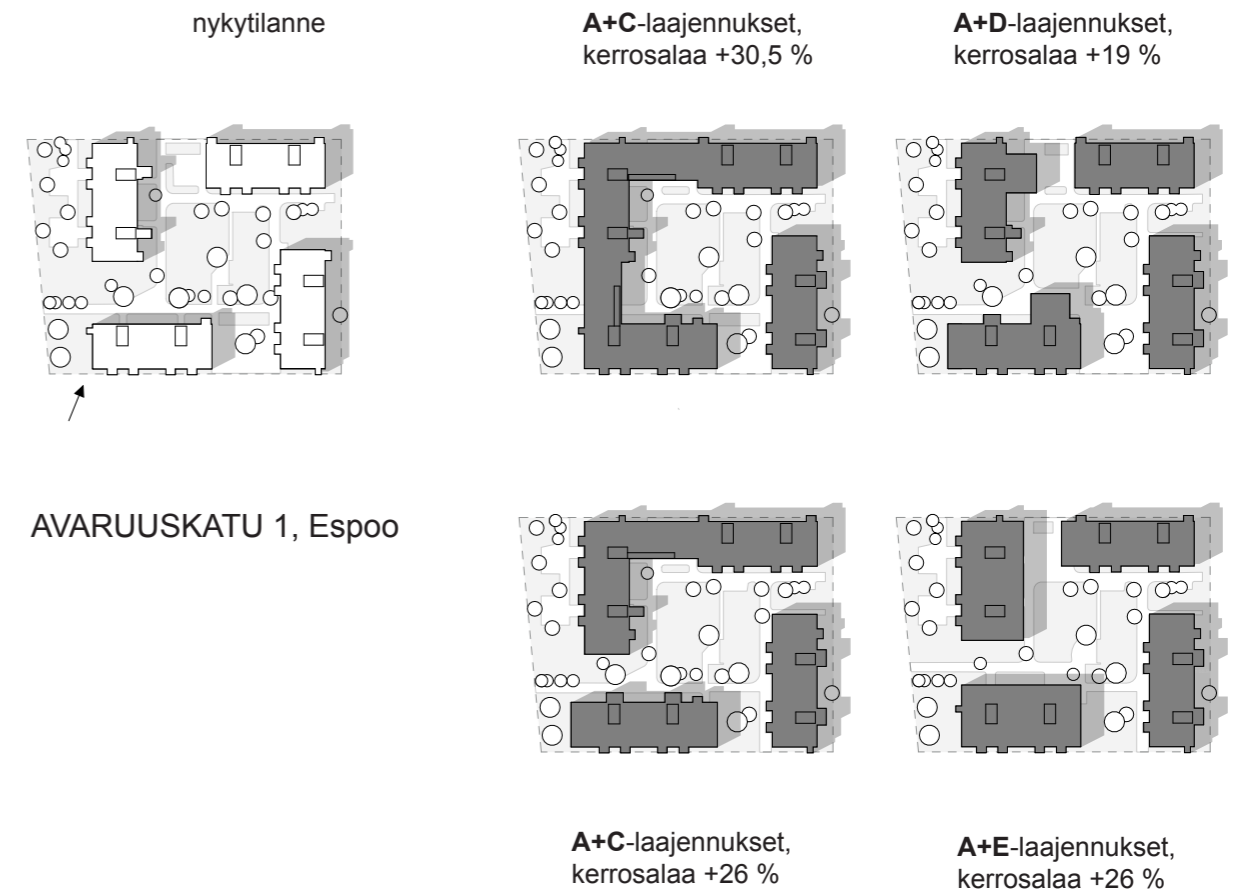 nykytilanne
A+C-laajennukset,
kerrosalaa +30,5 %
A+D-laajennukset,
kerrosalaa +19 %
AVARUUSKATU 1, Espoo
A+C-laajennukset,
kerrosalaa +26 %
A+E-laajennukset,
kerrosalaa +26 %